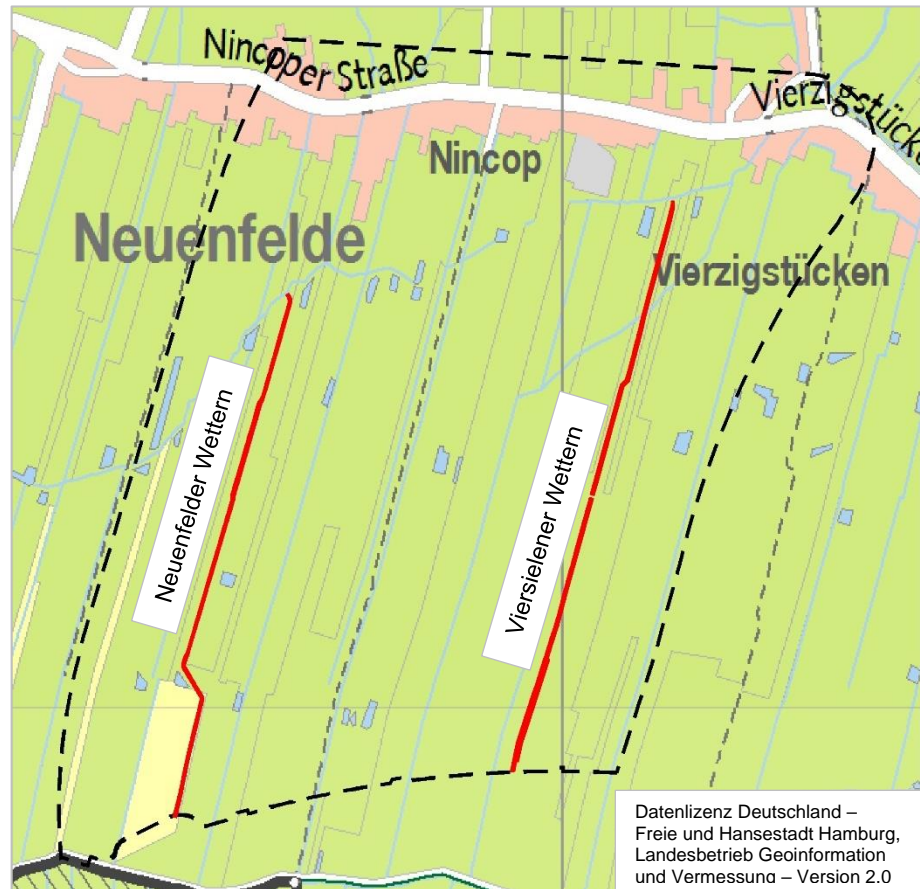 Nincopper Straße
Vierzigstücken
Nincop
Neuenfelde
Vierzigstücken
Neuenfelder Wettern
Viersielener Wettern
Datenlizenz Deutschland –
Freie und Hansestadt Hamburg,
Landesbetrieb Geoinformation
und Vermessung – Version 2.0